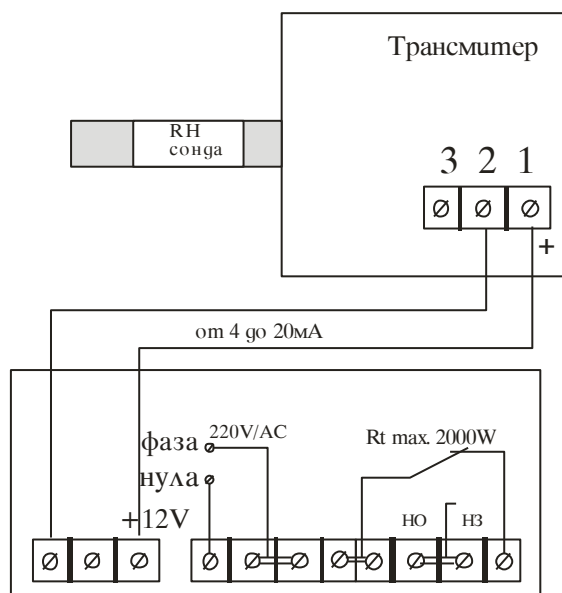 Трансмитер
RH
сонда
3 2 1
+
от 4 до 20мА
фаза
220V/AC
нула
+12V
Rt max. 2000W
НО НЗ